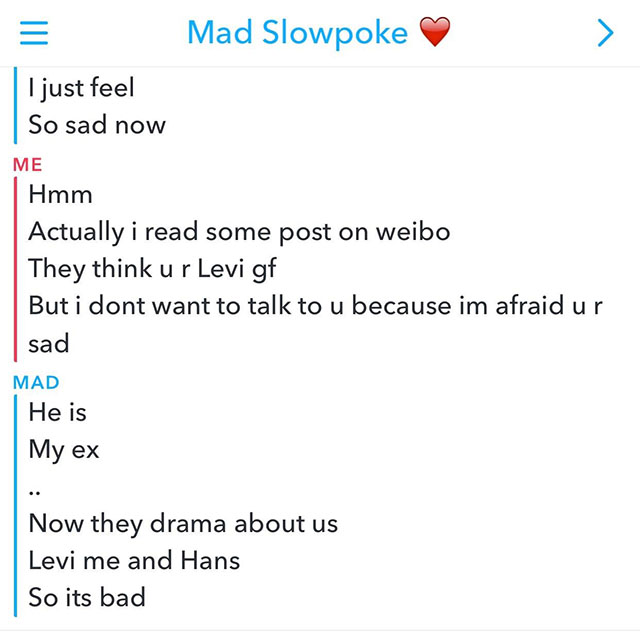 Mad Slowpoke ❤️
I just feel
So sad now
ME
Hmm
Actually i read some post on weibo
They think u r Levi gf
But i dont want to talk to u because im afraid u r
sad
MAD
He is
My ex
..
Now they drama about us
Levi me and Hans
So its bad